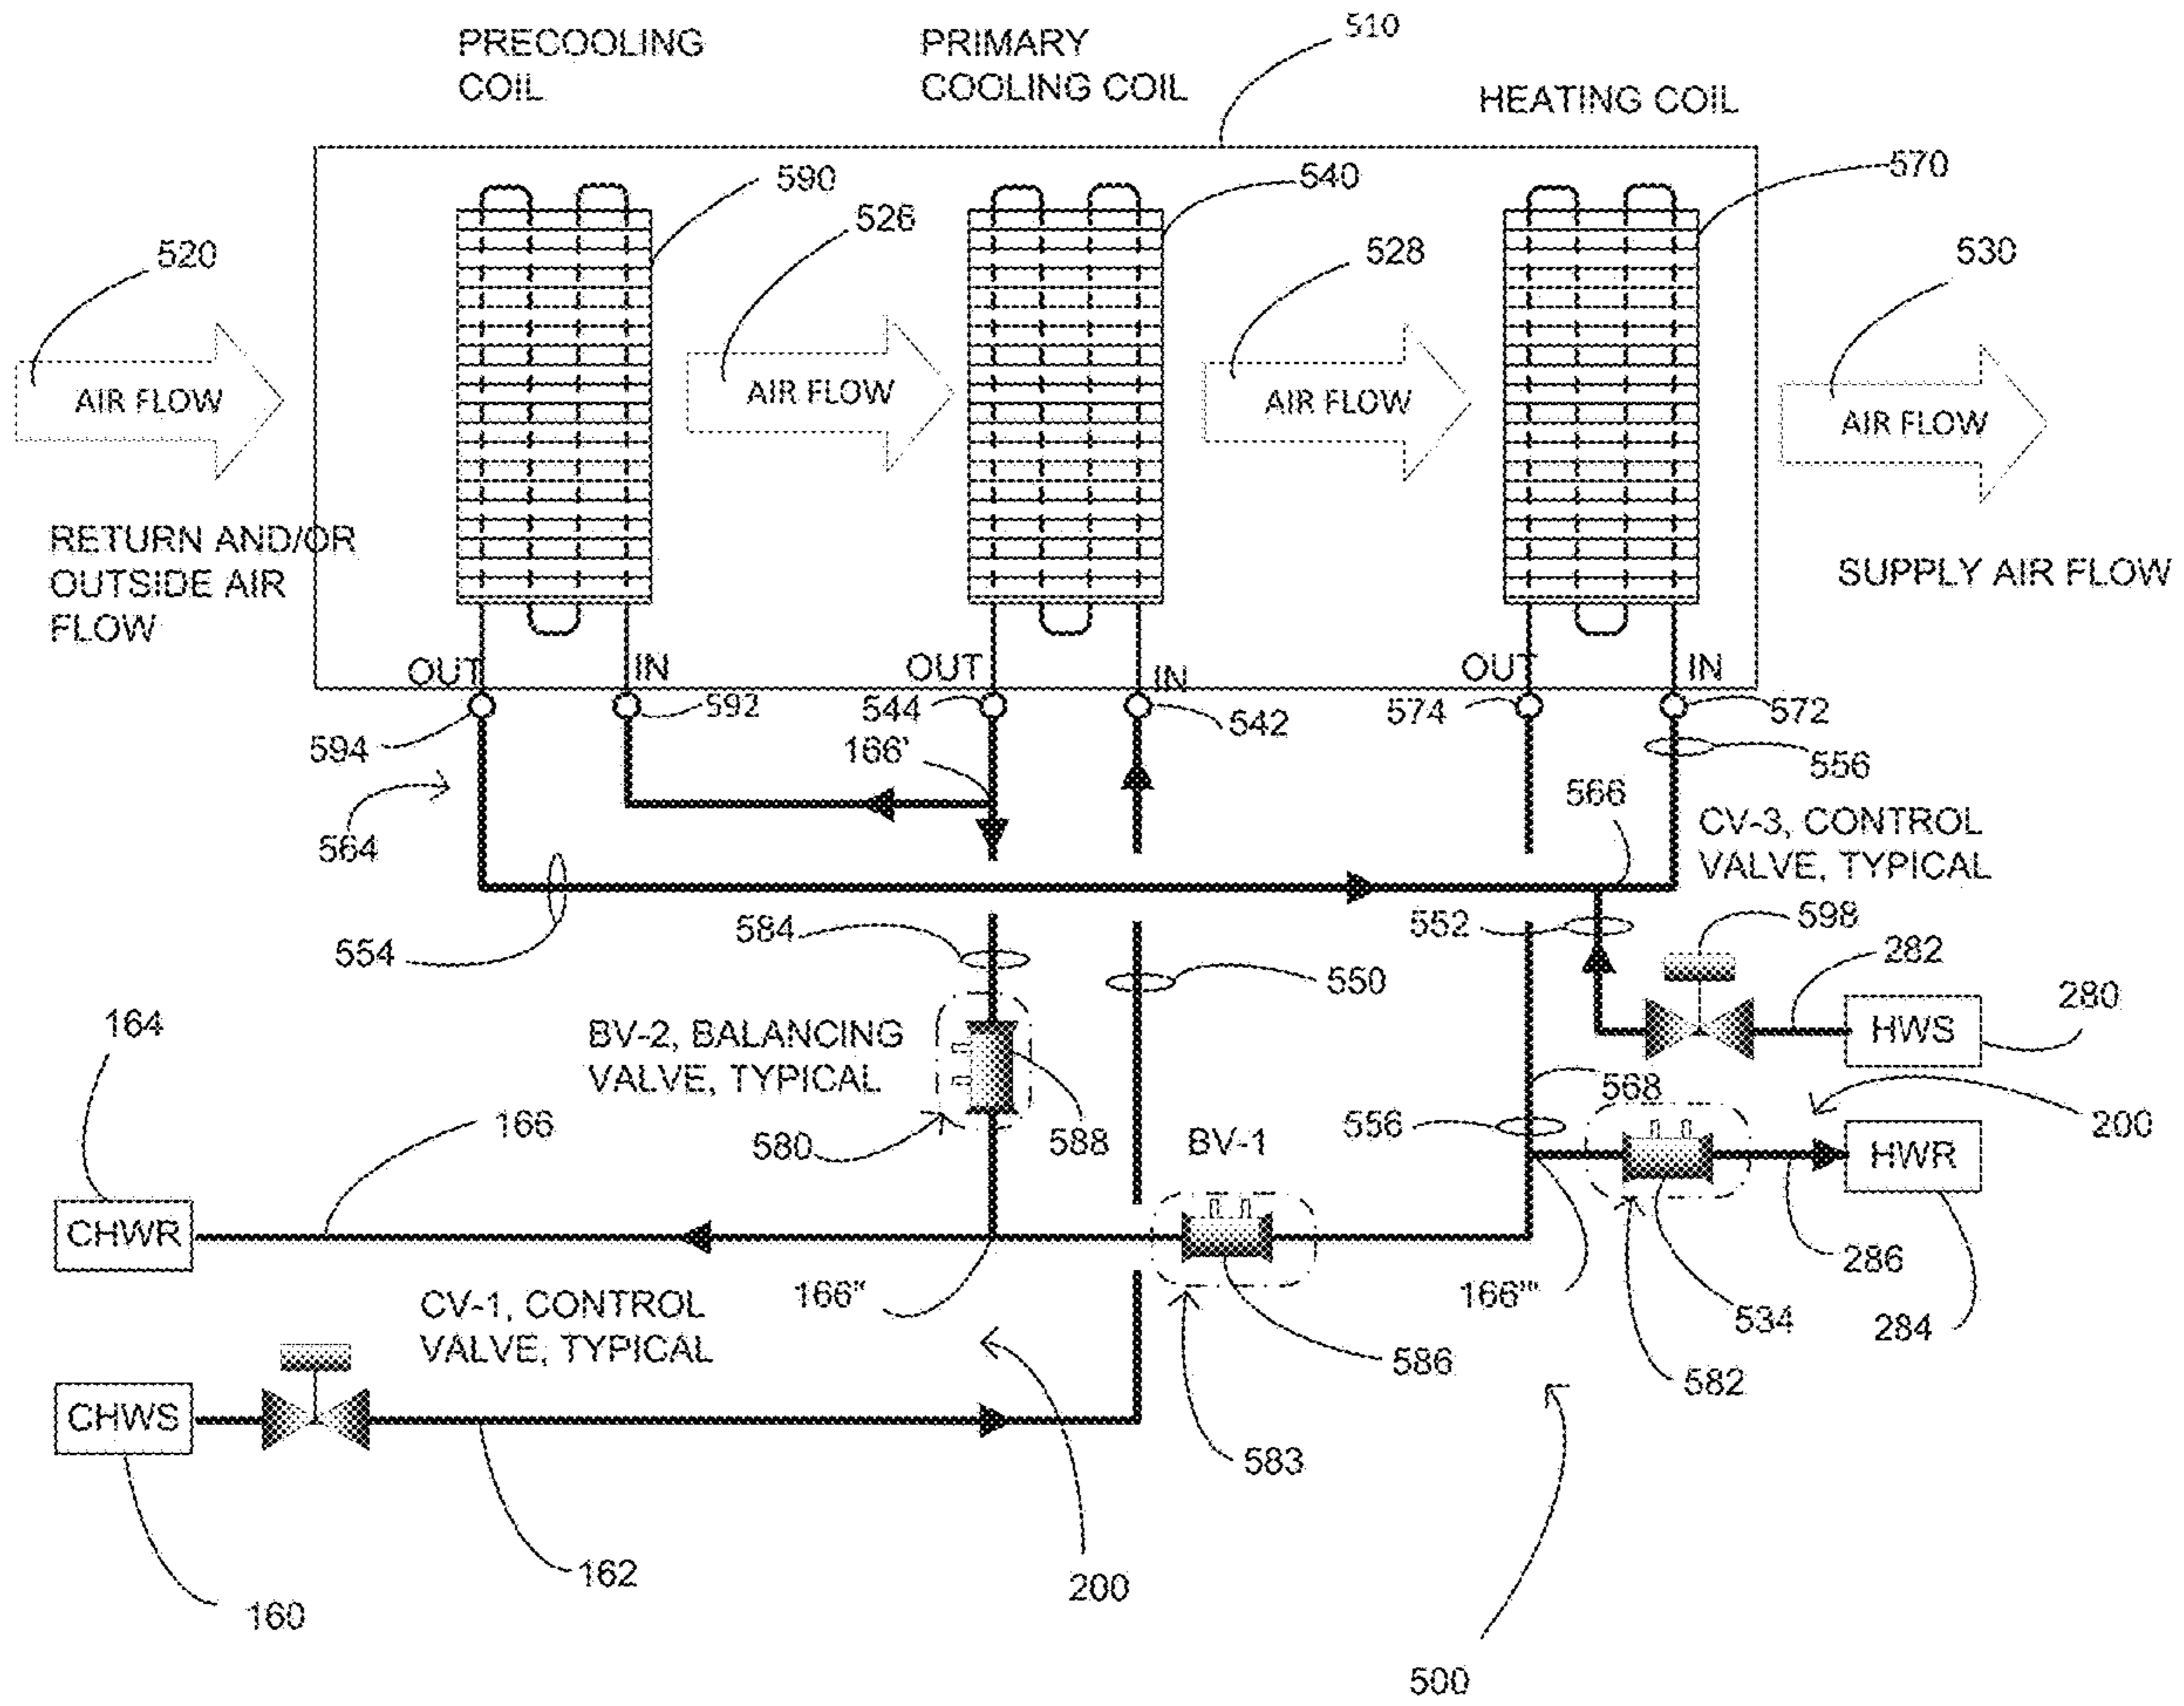 510
PRECOOLING
COIL
PRIMARY
COOLING COIL
HEATING COIL
590
540
570
520
526
528
530
AIR FLOW
AIR FLOW
AIR FLOW
AIR FLOW
RETURN AND/OR
OUTSIDE AIR
FLOW
SUPPLY AIR FLOW
OUT
IN
OUT
IN
OUT
IN
594
592
544
542
574
572
166'
556
564
566
CV-3, CONTROL
VALVE, TYPICAL
554
584
550
552
598
282
280
HWS
164
BV-2, BALANCING
VALVE, TYPICAL
580
588
BV-1
568
556
200
HWR
166
CHWR
166"
166'''
286
534
284
CV-1, CONTROL
VALVE, TYPICAL
586
582
CHWS
583
162
200
160
500